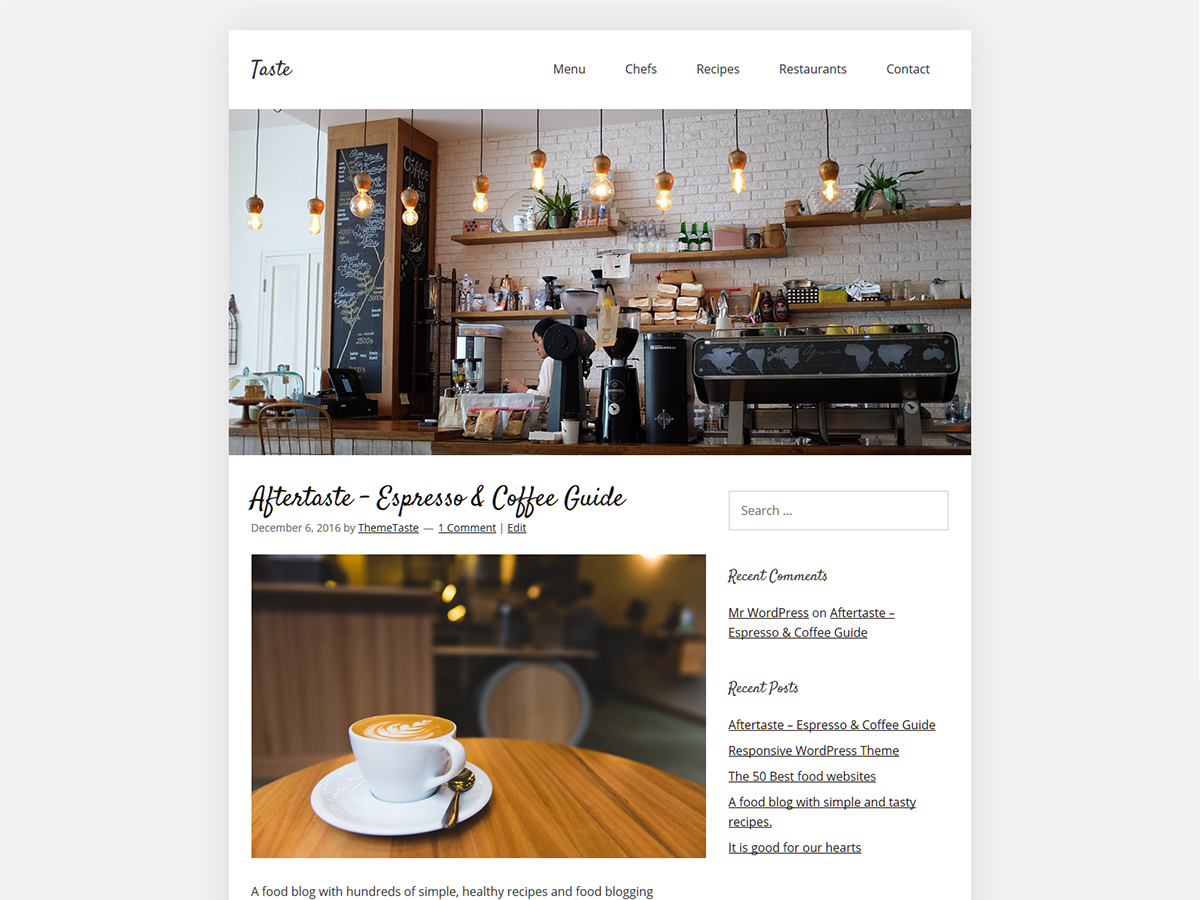 Taste
Menu Chefs Recipes Restaurants Contact
Coffee
Aftertaste – Espresso & Coffee Guide
December 6, 2016 by ThemeTaste — 1 Comment | Edit
A food blog with hundreds of simple, healthy recipes and food blogging
Search ...
Recent Comments
Mr WordPress on Aftertaste –
Espresso & Coffee Guide
Recent Posts
Aftertaste – Espresso & Coffee Guide
Responsive WordPress Theme
The 50 Best food websites
A food blog with simple and tasty
recipes.
It is good for our hearts